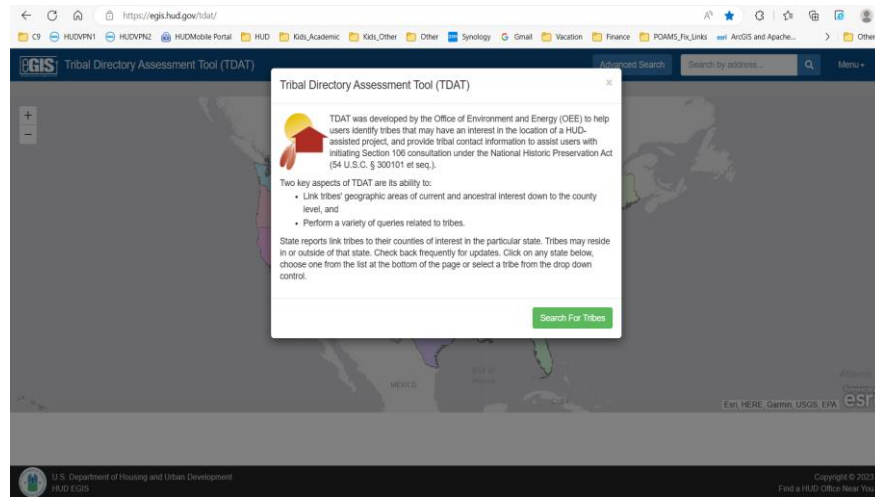 https://egis.hud.gov/tdat/
C9 HUDVPN1 HUDVPN2 HUDMobile Portal HUD Kids_Academic Kids_Other Other Synology Gmail Vacation Finance POAMS_Fix_Links ArcGIS and Apache... Other
EGIS Tribal Directory Assessment Tool (TDAT) Advanced Search Search by address... Menu
Tribal Directory Assessment Tool (TDAT) ×
TDAT was developed by the Office of Environment and Energy (OEE) to help
users identify tribes that may have an interest in the location of a HUD-
assisted project, and provide tribal contact information to assist users with
initiating Section 106 consultation under the National Historic Preservation Act
(54 U.S.C. § 300101 et seq.).
Two key aspects of TDAT are its ability to:
• Link tribes' geographic areas of current and ancestral interest down to the county
level, and
• Perform a variety of queries related to tribes.
State reports link tribes to their counties of interest in the particular state. Tribes may reside
in or outside of that state. Check back frequently for updates. Click on any state below,
choose one from the list at the bottom of the page or select a tribe from the drop down
control.
Search For Tribes
+
−
MEXICO
Gulf of
Mexico
Esri, HERE, Garmin, USGS, EPA esri
U.S. Department of Housing and Urban Development
HUD EGIS
Copyright © 2023
Find a HUD Office Near You